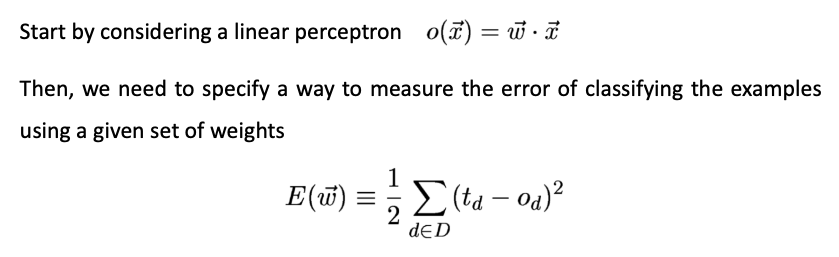 Start by considering a linear perceptron o(x⃗) = w⃗ · x⃗
Then, we need to specify a way to measure the error of classifying the examples
using a given set of weights
E(w⃗) ≡ 1/2 ∑_{d∈D} (t_d − o_d)²